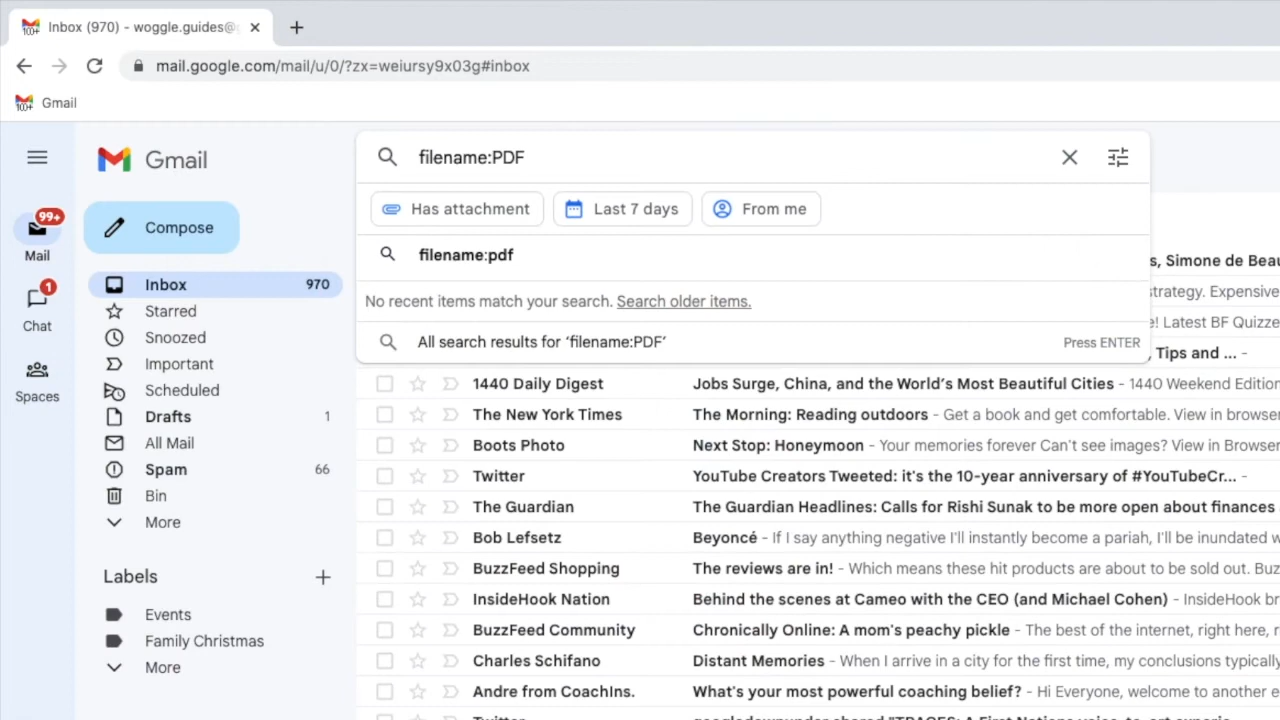 Inbox (970) - woggle.guides@
mail.google.com/mail/u/0/?zx=weiursy9x03g#inbox
Gmail
Gmail
filename:PDF
Has attachment Last 7 days From me
filename:pdf
No recent items match your search. Search older items.
All search results for ‘filename:PDF’ Press ENTER
99+
Mail
1
Chat
Spaces
Compose
Inbox 970
Starred
Snoozed
Important
Scheduled
Drafts 1
All Mail
Spam 66
Bin
More
Labels
Events
Family Christmas
More
s, Simone de Beau
strategy. Expensive
e! Latest BF Quizze
Tips and ... -
1440 Daily Digest Jobs Surge, China, and the World’s Most Beautiful Cities - 1440 Weekend Edition
The New York Times The Morning: Reading outdoors - Get a book and get comfortable. View in browser
Boots Photo Next Stop: Honeymoon - Your memories forever Can't see images? View in Browser
Twitter YouTube Creators Tweeted: it's the 10-year anniversary of #YouTubeCr... -
The Guardian The Guardian Headlines: Calls for Rishi Sunak to be more open about finances
Bob Lefsetz Beyoncé - If I say anything negative I'll instantly become a pariah, I'll be inundated w
BuzzFeed Shopping The reviews are in! - Which means these hit products are about to be sold out. Buz
InsideHook Nation Behind the scenes at Cameo with the CEO (and Michael Cohen) - InsideHook br
BuzzFeed Community Chronically Online: A mom's peachy pickle - The best of the internet, right here, r
Charles Schifano Distant Memories - When I arrive in a city for the first time, my conclusions typically
Andre from CoachIns. What's your most powerful coaching belief? - Hi Everyone, welcome to another e